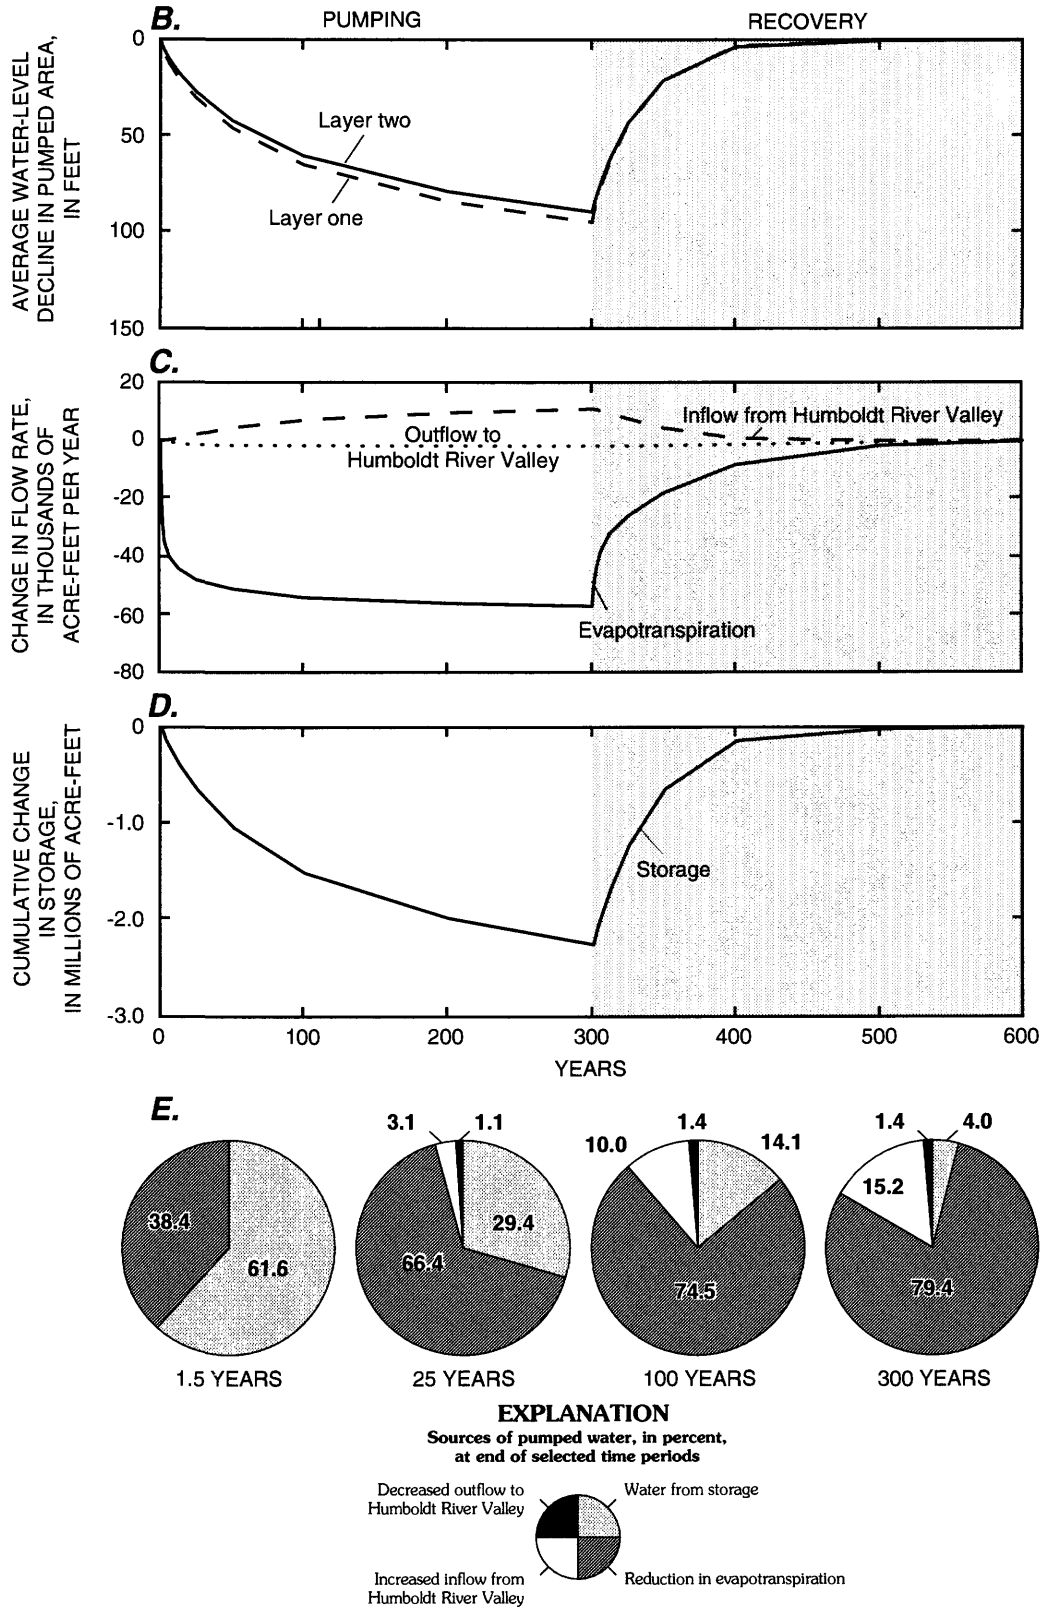 B. PUMPING RECOVERY
AVERAGE WATER-LEVEL
DECLINE IN PUMPED AREA,
IN FEET
0
50
100
150
Layer two
Layer one
C.
CHANGE IN FLOW RATE,
IN THOUSANDS OF
ACRE-FEET PER YEAR
20
0
-20
-40
-60
-80
Inflow from Humboldt River Valley
Outflow to
Humboldt River Valley
Evapotranspiration
D.
CUMULATIVE CHANGE
IN STORAGE,
IN MILLIONS OF ACRE-FEET
0
-1.0
-2.0
-3.0
Storage
0 100 200 300 400 500 600
YEARS
E.
38.4
61.6
1.5 YEARS
3.1
1.1
29.4
66.4
25 YEARS
10.0
1.4
14.1
74.5
100 YEARS
1.4
4.0
15.2
79.4
300 YEARS
EXPLANATION
Sources of pumped water, in percent,
at end of selected time periods
Decreased outflow to
Humboldt River Valley
Water from storage
Increased inflow from
Humboldt River Valley
Reduction in evapotranspiration